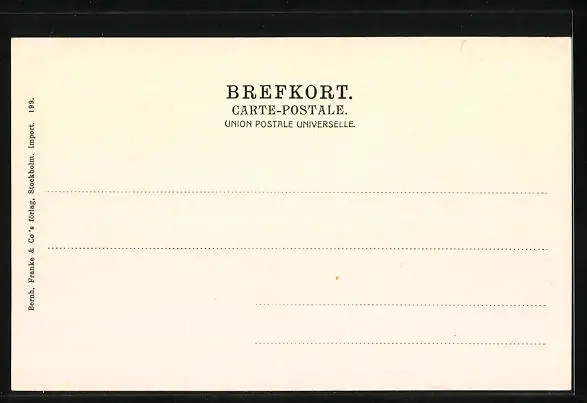 BREFKORT.
CARTE-POSTALE.
UNION POSTALE UNIVERSELLE.
Bernh. Franke & Co's förlag, Stockholm. Import. 199.